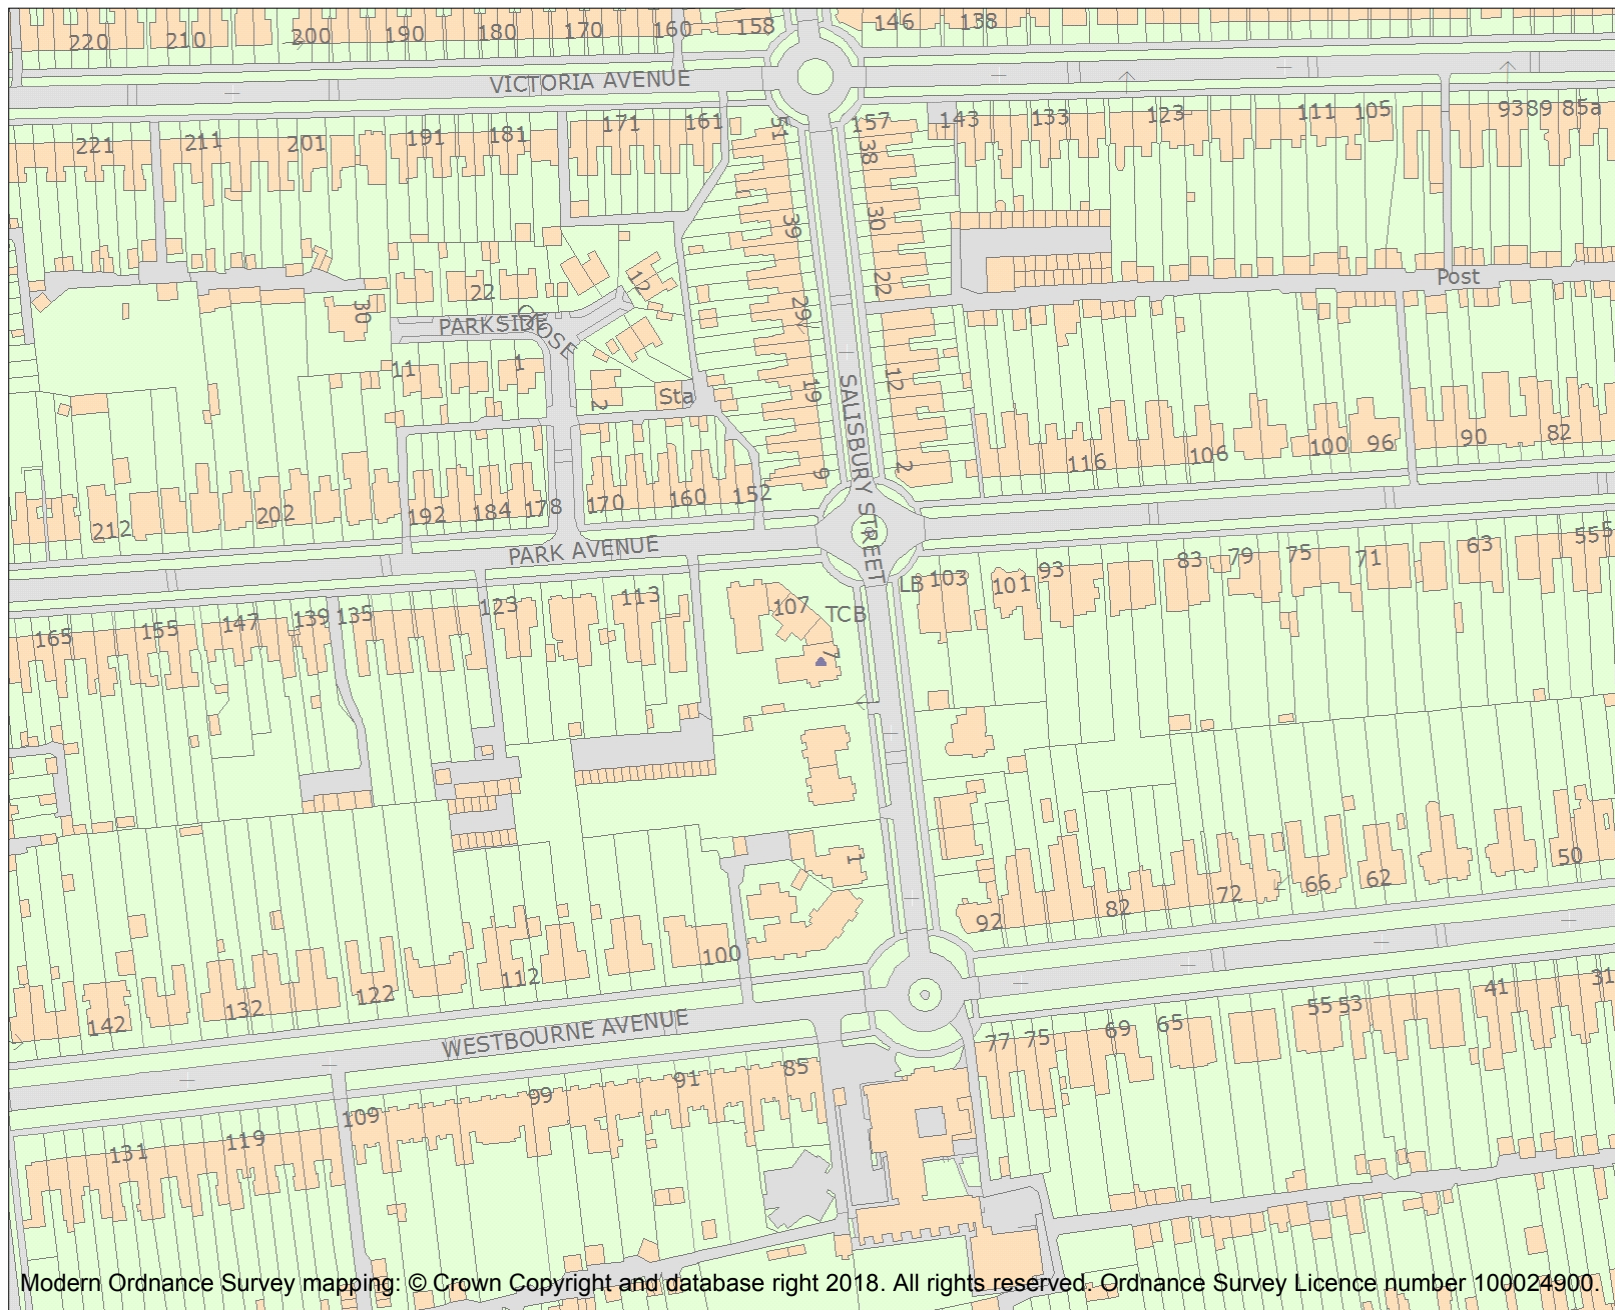 220 210 200 190 180 170 160 158 146 138
VICTORIA AVENUE
221 211 201 191 181 171 161 51 157 143 133 123 111 105 93 89 85a
38
39 30
22 12 29 22 Post
30 PARKSIDE
CLOSE
11 1 2 Sta 19 12
SALISBURY STREET
9 2 116 106 100 96 90 82
212 202 192 184 178 170 160 152
PARK AVENUE
165 155 147 139 135 123 113 107 TCB LB 103 101 93 83 79 75 71 63 55 5
7
1
92 82 72 66 62 50
142 132 122 112 100
WESTBOURNE AVENUE
131 119 109 99 91 85 77 75 69 65 55 53 41 31
Modern Ordnance Survey mapping: © Crown Copyright and database right 2018. All rights reserved. Ordnance Survey Licence number 100024900.